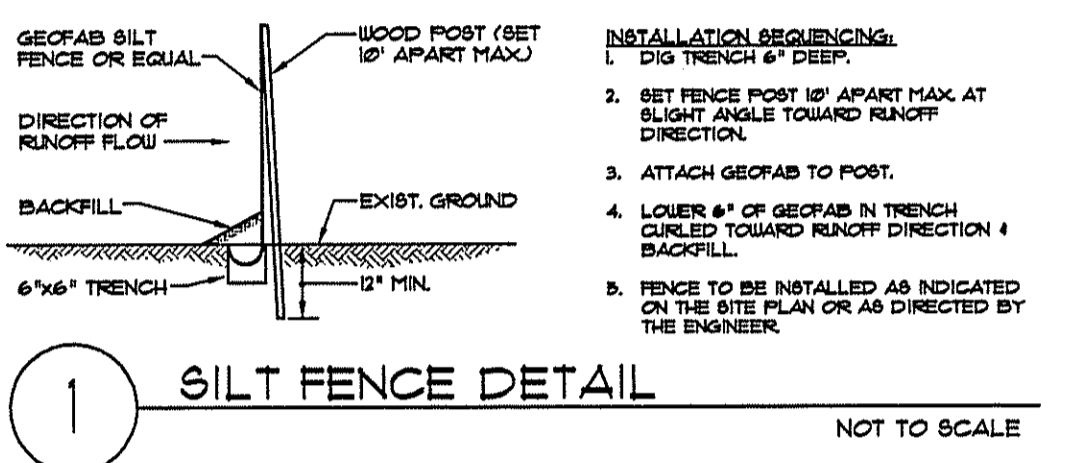 GEOFAB SILT
FENCE OR EQUAL
WOOD POST (SET
10' APART MAX.)
DIRECTION OF
RUNOFF FLOW
BACKFILL
EXIST. GROUND
6"x6" TRENCH
12" MIN.
INSTALLATION SEQUENCING:
1. DIG TRENCH 6" DEEP.
2. SET FENCE POST 10' APART MAX. AT
SLIGHT ANGLE TOWARD RUNOFF
DIRECTION.
3. ATTACH GEOFAB TO POST.
4. LOWER 6" OF GEOFAB IN TRENCH
CURLED TOWARD RUNOFF DIRECTION &
BACKFILL.
5. FENCE TO BE INSTALLED AS INDICATED
ON THE SITE PLAN OR AS DIRECTED BY
THE ENGINEER
1
SILT FENCE DETAIL
NOT TO SCALE